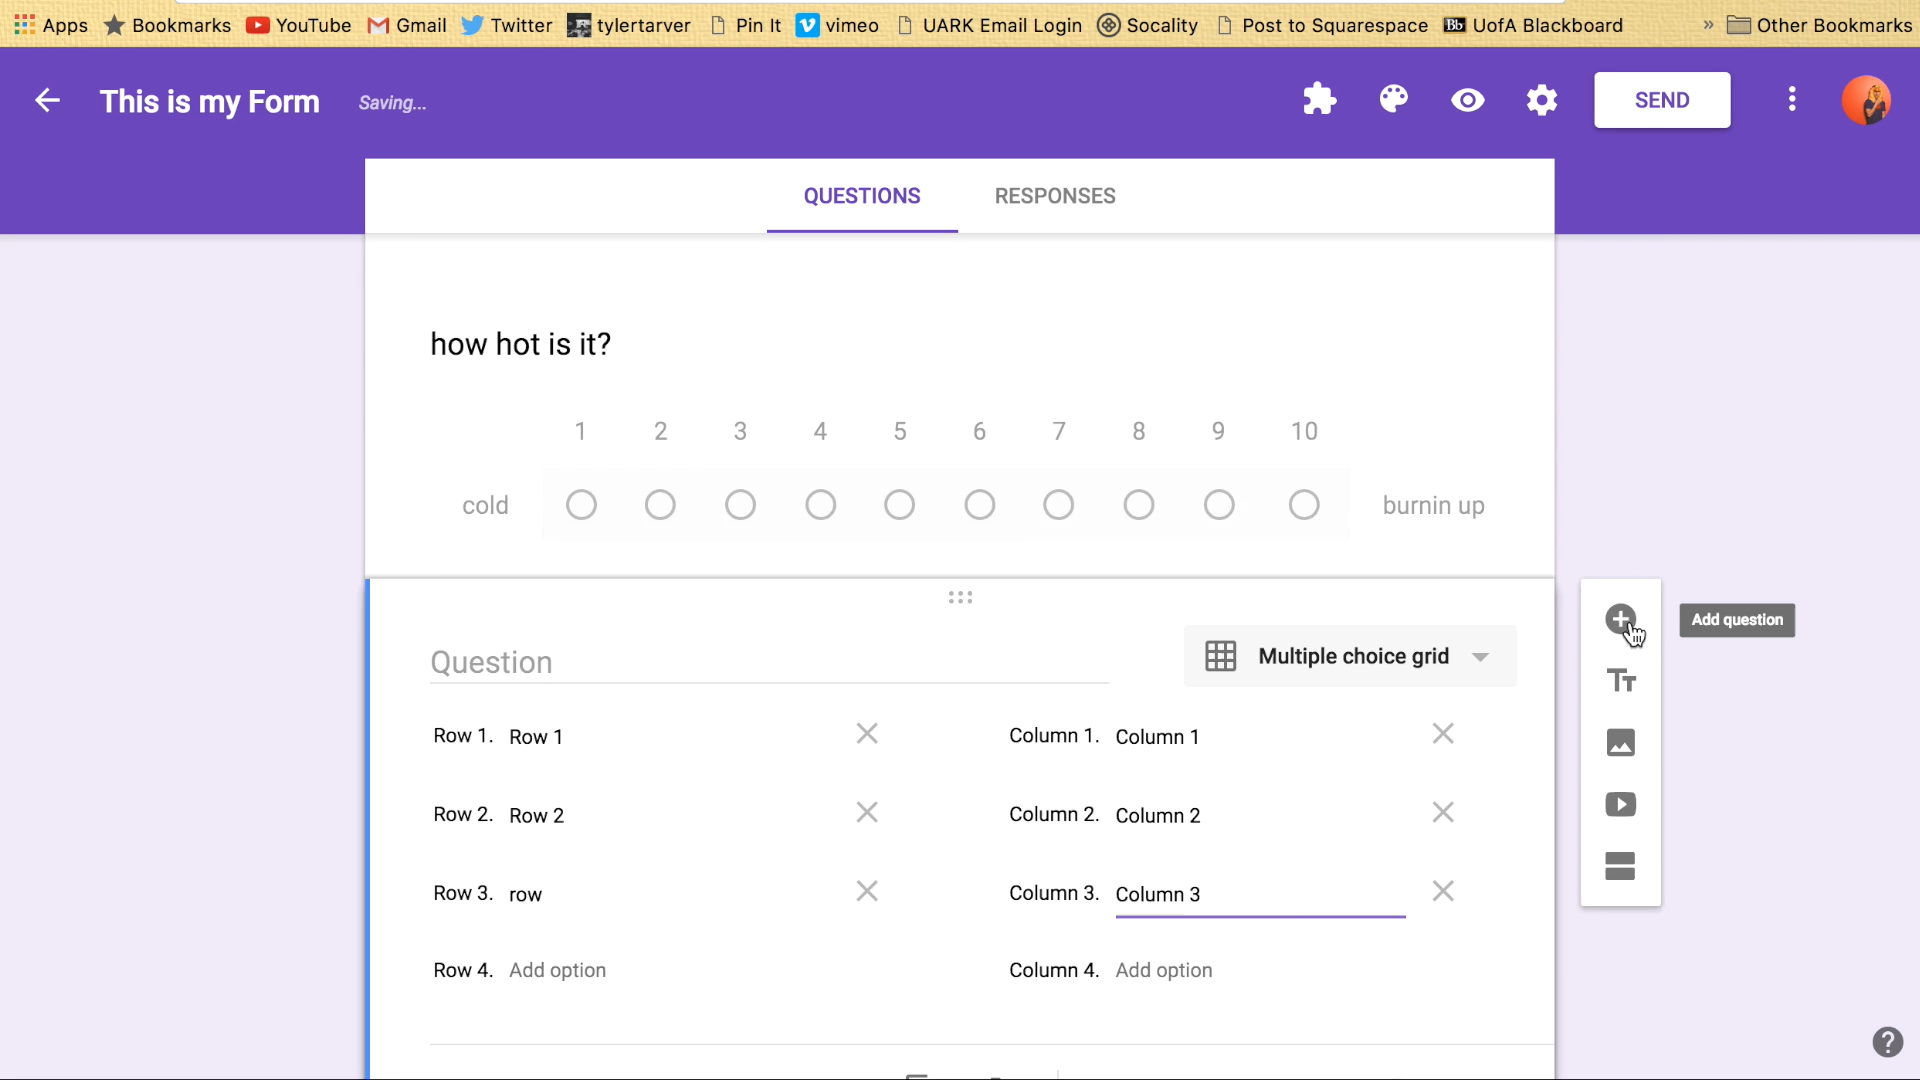 Apps Bookmarks YouTube Gmail Twitter tylertarver Pin It vimeo UARK Email Login Socality Post to Squarespace Bb UofA Blackboard » Other Bookmarks
This is my Form Saving... SEND
QUESTIONS RESPONSES
how hot is it?
1 2 3 4 5 6 7 8 9 10
cold burnin up
Add question
Question Multiple choice grid
Row 1. Row 1 Column 1. Column 1
Row 2. Row 2 Column 2. Column 2
Row 3. row Column 3. Column 3
Row 4. Add option Column 4. Add option